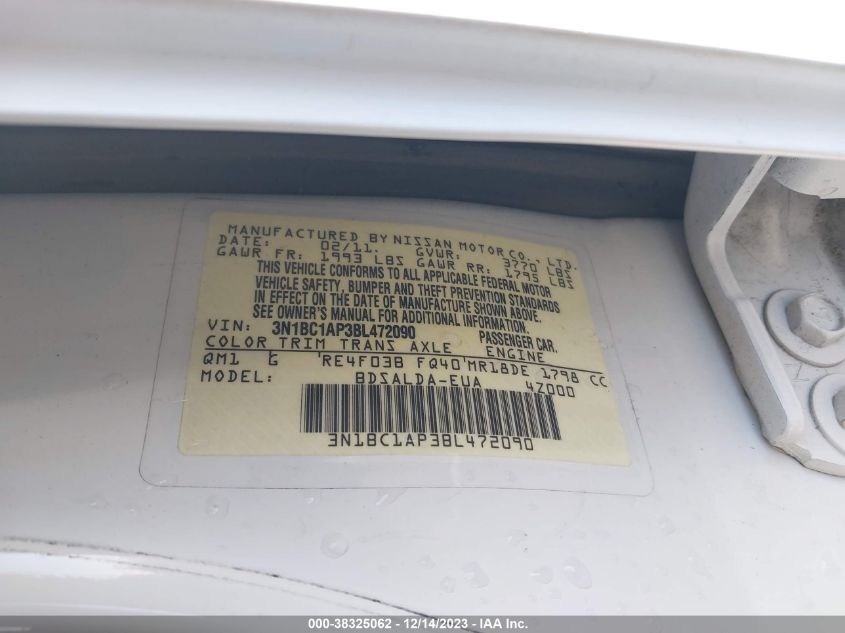 MANUFACTURED BY NISSAN MOTOR CO., LTD.
DATE: 02/11. GVWR: 3770 LBS
GAWR FR: 1993 LBS GAWR RR: 1795 LBS
THIS VEHICLE CONFORMS TO ALL APPLICABLE FEDERAL MOTOR
VEHICLE SAFETY, BUMPER AND THEFT PREVENTION STANDARDS
IN EFFECT ON THE DATE OF MANUFACTURE SHOWN ABOVE.
SEE OWNER'S MANUAL FOR ADDITIONAL INFORMATION.
VIN: 3N1BC1AP3BL472090 PASSENGER CAR.
COLOR TRIM TRANS AXLE ENGINE
QM1 G RE4F03B FQ40 MR18DE 1798 CC
MODEL: BDSALDA-EUA 4Z000
3N1BC1AP3BL472090
000-38325062 - 12/14/2023 - IAA Inc.